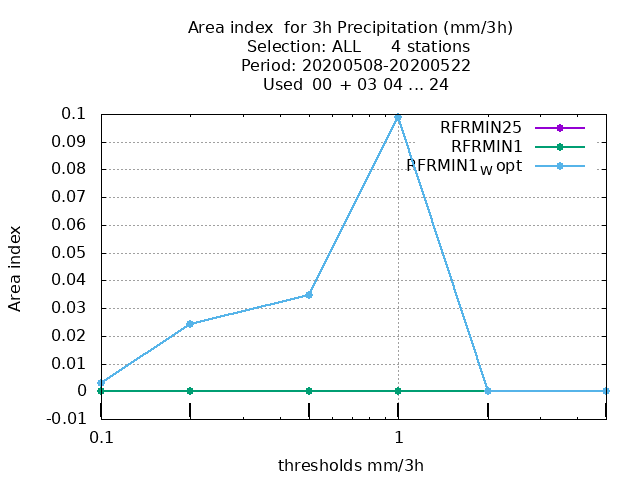 Area index  for 3h Precipitation (mm/3h)
Selection: ALL      4 stations
Period: 20200508-20200522
Used  00 + 03 04 ... 24
RFRMIN25
RFRMIN1
RFRMIN1W opt
0.1
0.09
0.08
0.07
0.06
0.05
0.04
0.03
0.02
0.01
0
-0.01
Area index
0.1
1
thresholds mm/3h